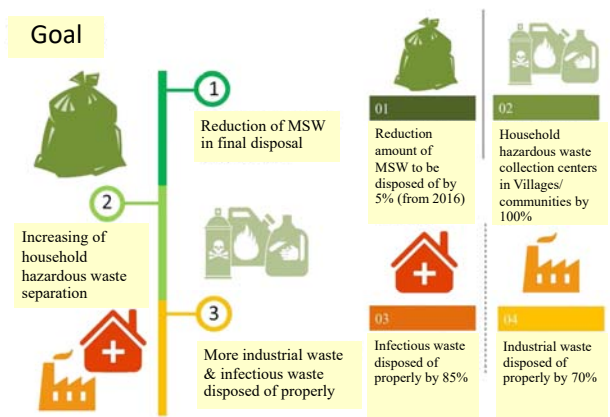 Goal
1
Reduction of MSW
in final disposal
2
Increasing of
household
hazardous waste
separation
3
More industrial waste
& infectious waste
disposed of properly
01
Reduction
amount of
MSW to be
disposed of by
5% (from 2016)
02
Household
hazardous waste
collection centers
in Villages/
communities by
100%
03
Infectious waste
disposed of
properly by 85%
04
Industrial waste
disposed of
properly by 70%